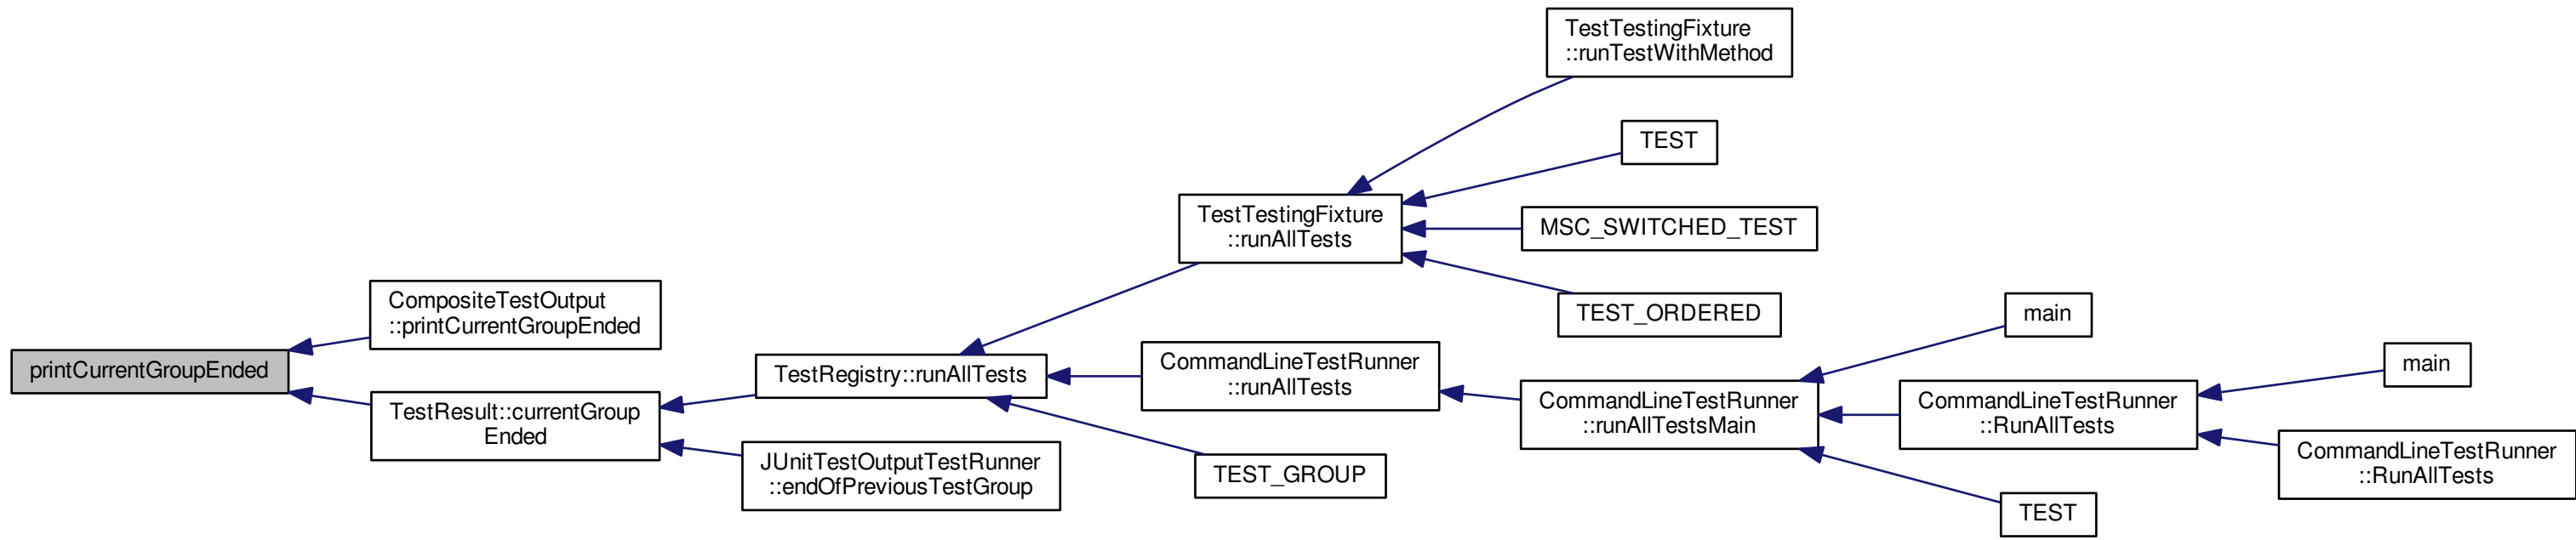 printCurrentGroupEnded
CompositeTestOutput
::printCurrentGroupEnded
TestResult::currentGroup
Ended
TestRegistry::runAllTests
JUnitTestOutputTestRunner
::endOfPreviousTestGroup
TestTestingFixture
::runAllTests
CommandLineTestRunner
::runAllTests
TEST_GROUP
TestTestingFixture
::runTestWithMethod
TEST
MSC_SWITCHED_TEST
TEST_ORDERED
CommandLineTestRunner
::runAllTestsMain
main
CommandLineTestRunner
::RunAllTests
TEST
main
CommandLineTestRunner
::RunAllTests